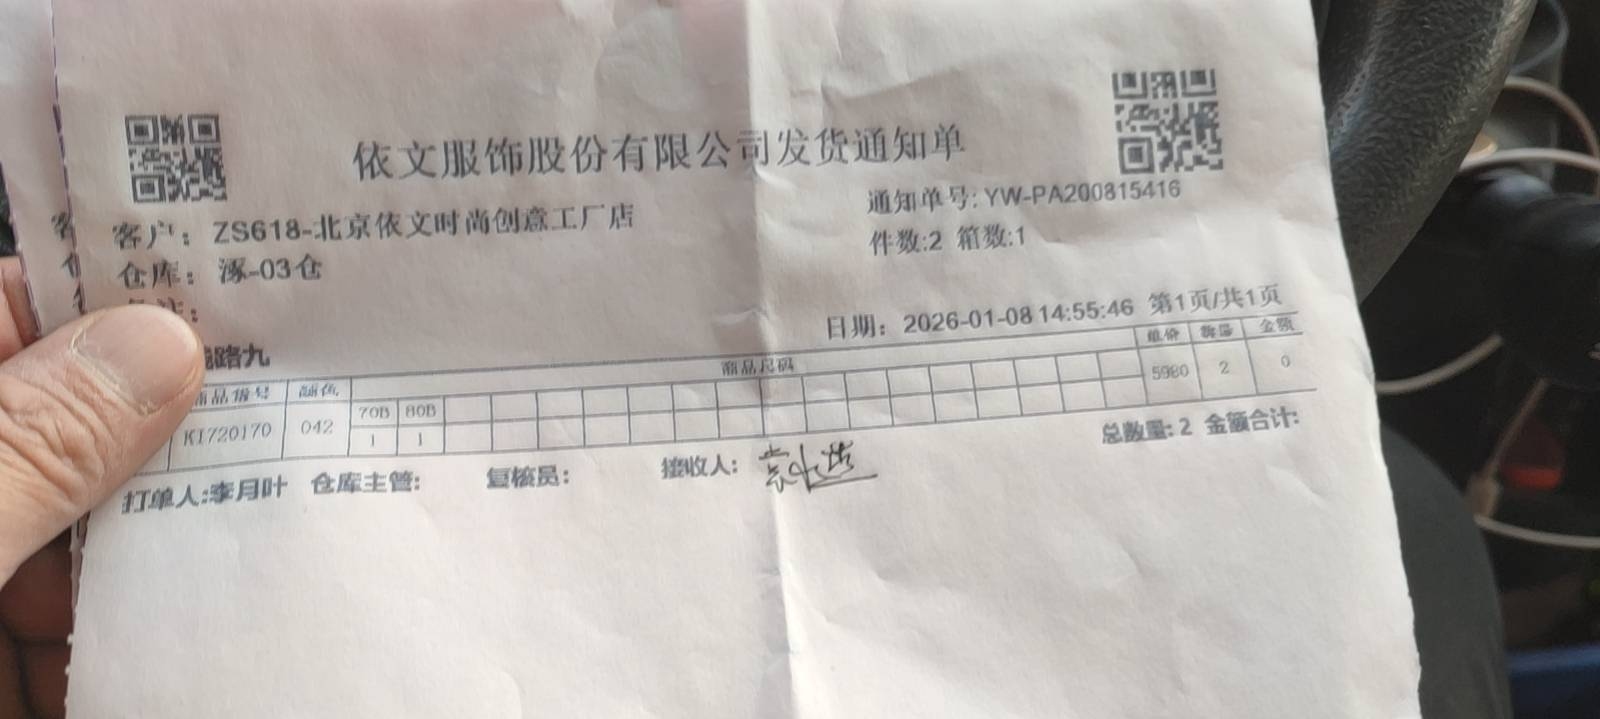 依文服饰股份有限公司发货通知单
通知单号:YW-PA200815416
客户：ZS618-北京依文时尚创意工厂店
件数:2 箱数:1
仓库：涿-03仓
日期：2026-01-08 14:55:46 第1页/共1页
路九
商品货号 颜色 商品尺码 单价 数量 金额
K1720170 042 70B 80B 5980 2 0
1 1
总数量: 2 金额合计:
打单人:李月叶 仓库主管: 复核员: 接收人: